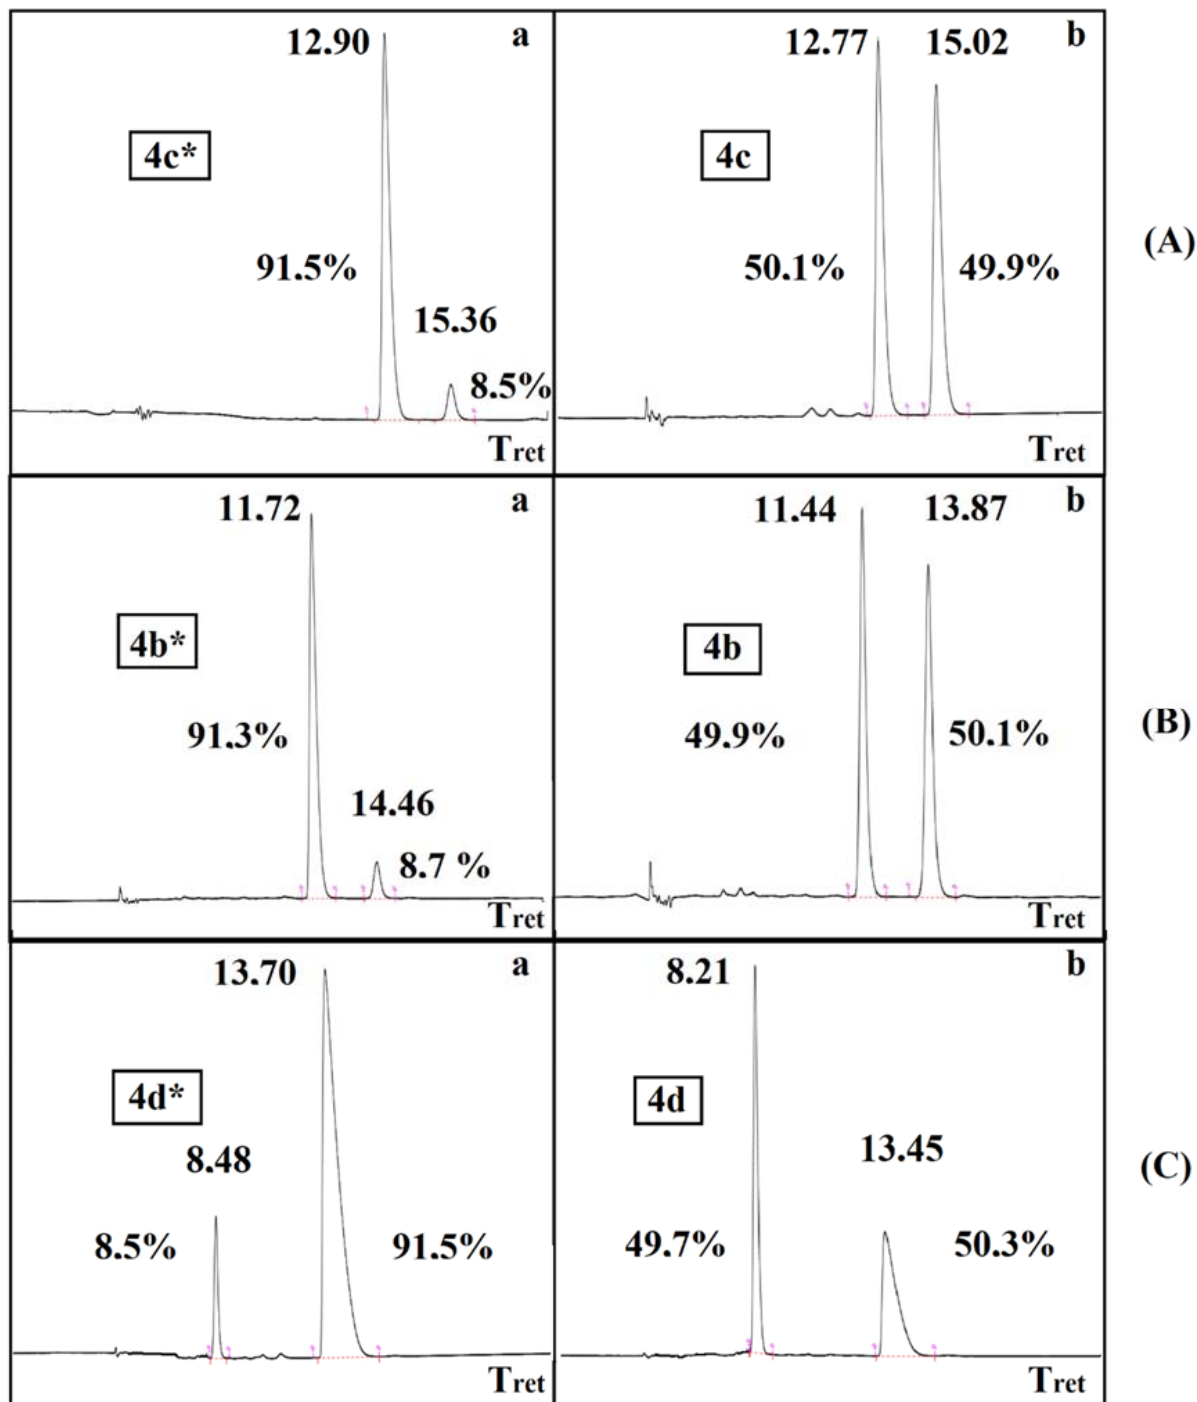 12.90 a
4c*
91.5%
15.36
8.5%
Tret
12.77 15.02 b
4c
50.1% 49.9%
Tret
(A)
11.72 a
4b*
91.3%
14.46
8.7 %
Tret
11.44 13.87 b
4b
49.9% 50.1%
Tret
(B)
13.70 a
4d*
8.48
8.5% 91.5%
Tret
8.21 b
4d
13.45
49.7% 50.3%
Tret
(C)